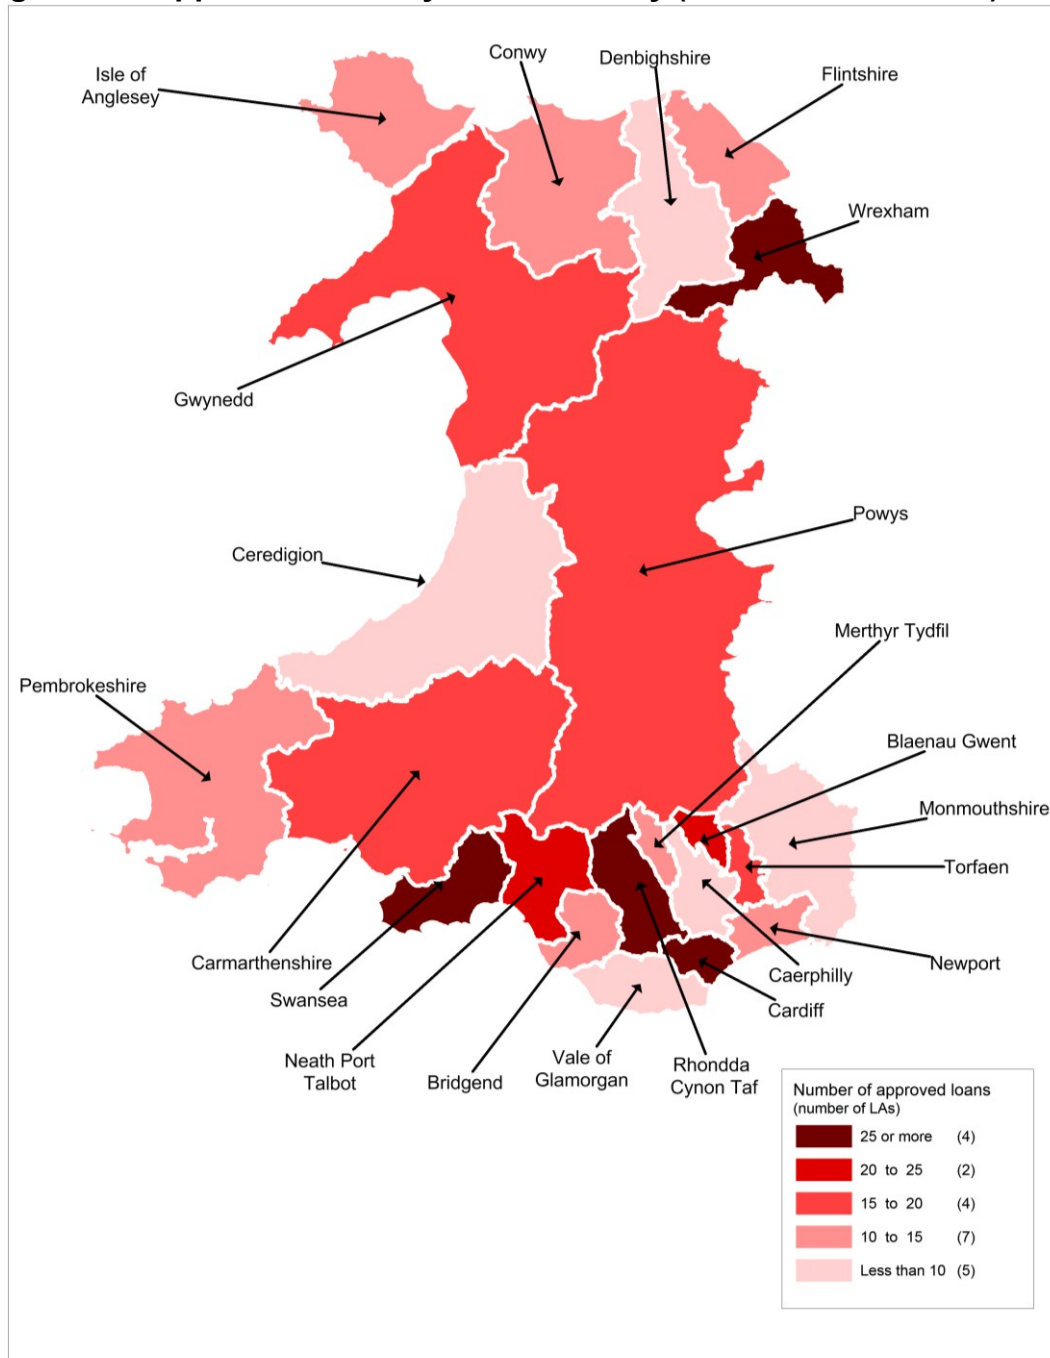 Conwy
Denbighshire
Flintshire
Isle of
Anglesey
Wrexham
Gwynedd
Powys
Ceredigion
Merthyr Tydfil
Pembrokeshire
Blaenau Gwent
Monmouthshire
Torfaen
Carmarthenshire
Newport
Caerphilly
Swansea
Cardiff
Neath Port
Talbot
Bridgend
Vale of
Glamorgan
Rhondda
Cynon Taf
Number of approved loans
(number of LAs)
25 or more (4)
20 to 25 (2)
15 to 20 (4)
10 to 15 (7)
Less than 10 (5)